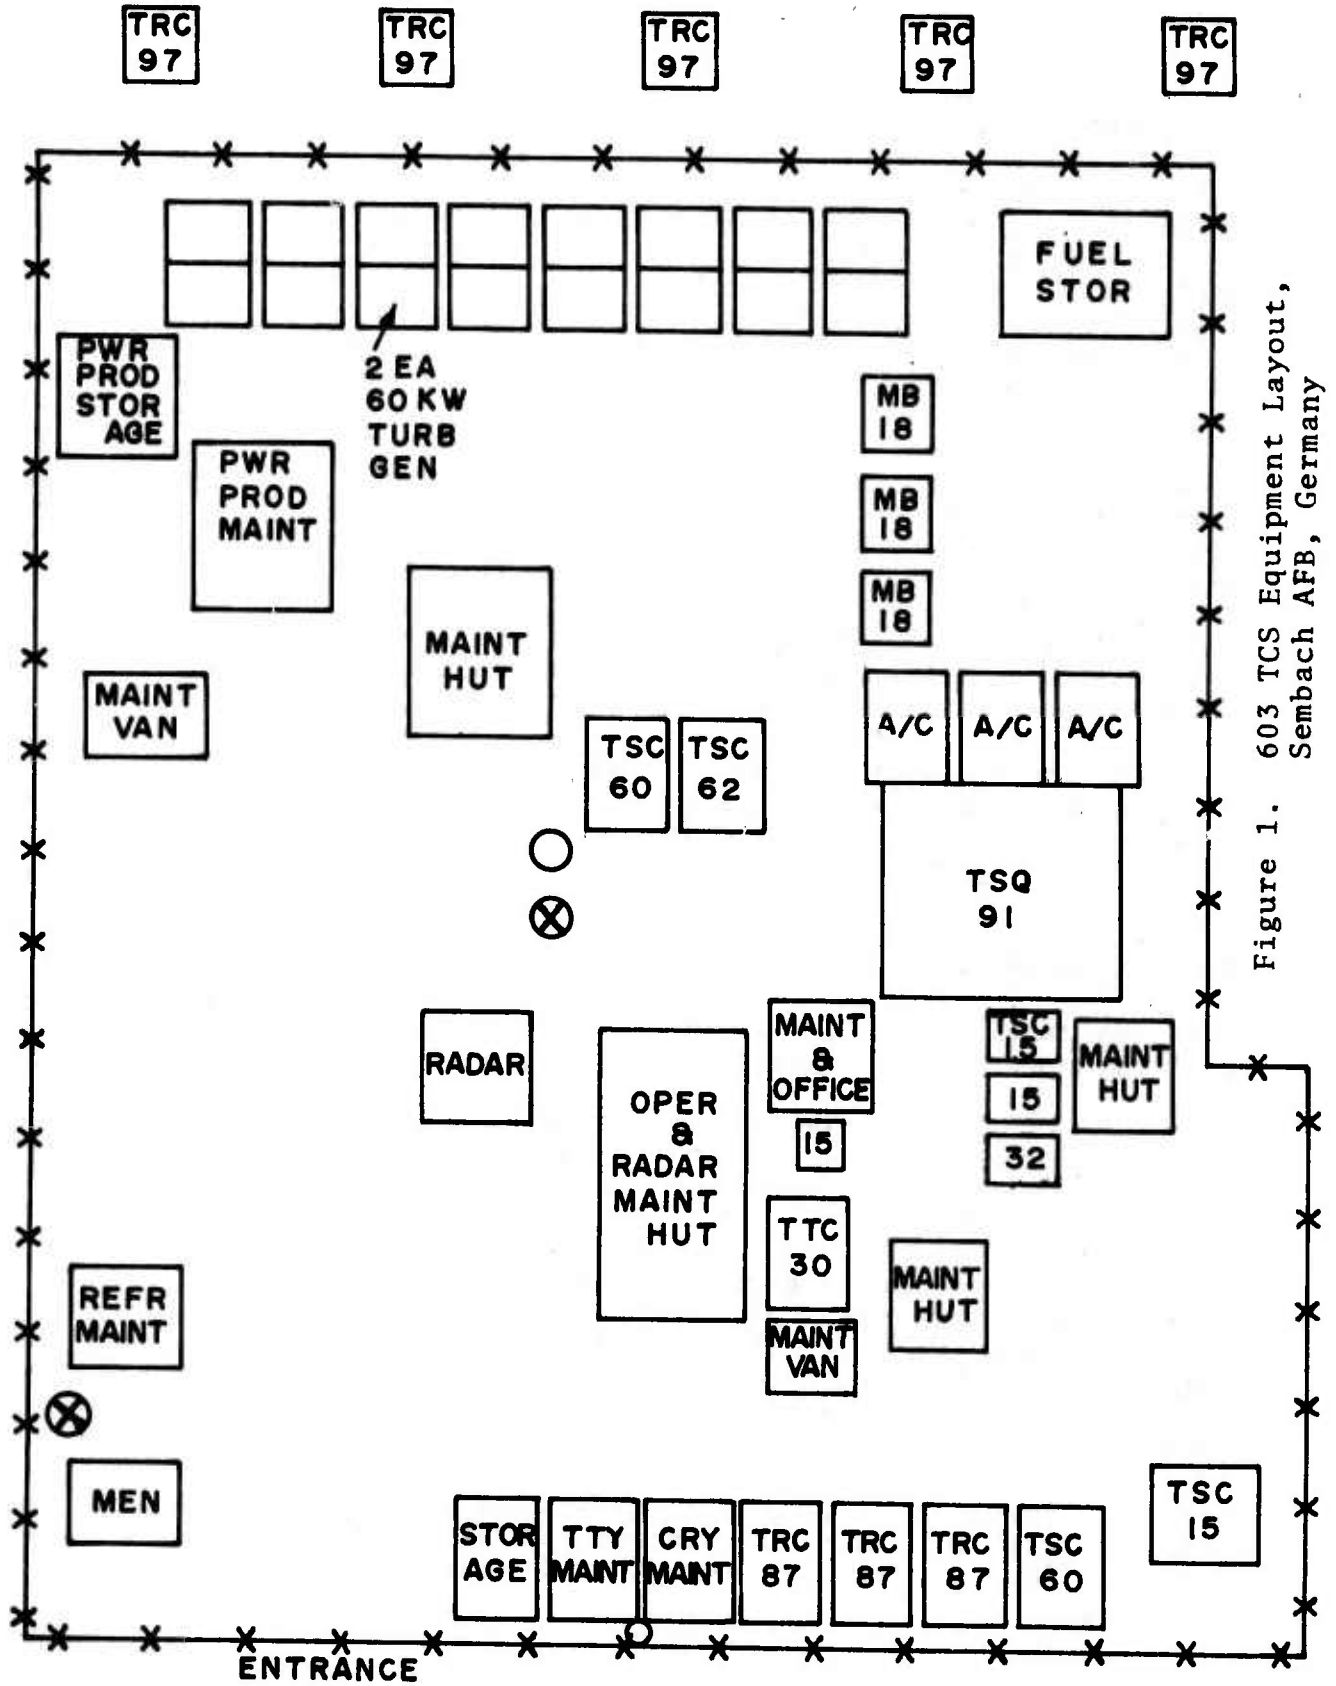 TRC
97
TRC
97
TRC
97
TRC
97
TRC
97
FUEL
STOR
PWR
PROD
STOR
AGE
2 EA
60 KW
TURB
GEN
MB
18
PWR
PROD
MAINT
MB
18
MB
18
MAINT
HUT
MAINT
VAN
A/C
A/C
A/C
TSC
60
TSC
62
TSQ
91
RADAR
OPER
&
RADAR
MAINT
HUT
MAINT
&
OFFICE
15
TSC
15
15
32
MAINT
HUT
TTC
30
MAINT
VAN
MAINT
HUT
REFR
MAINT
MEN
STOR
AGE
TTY
MAINT
CRY
MAINT
TRC
87
TRC
87
TRC
87
TSC
60
TSC
15
ENTRANCE
Figure 1. 603 TCS Equipment Layout,
Sembach AFB, Germany